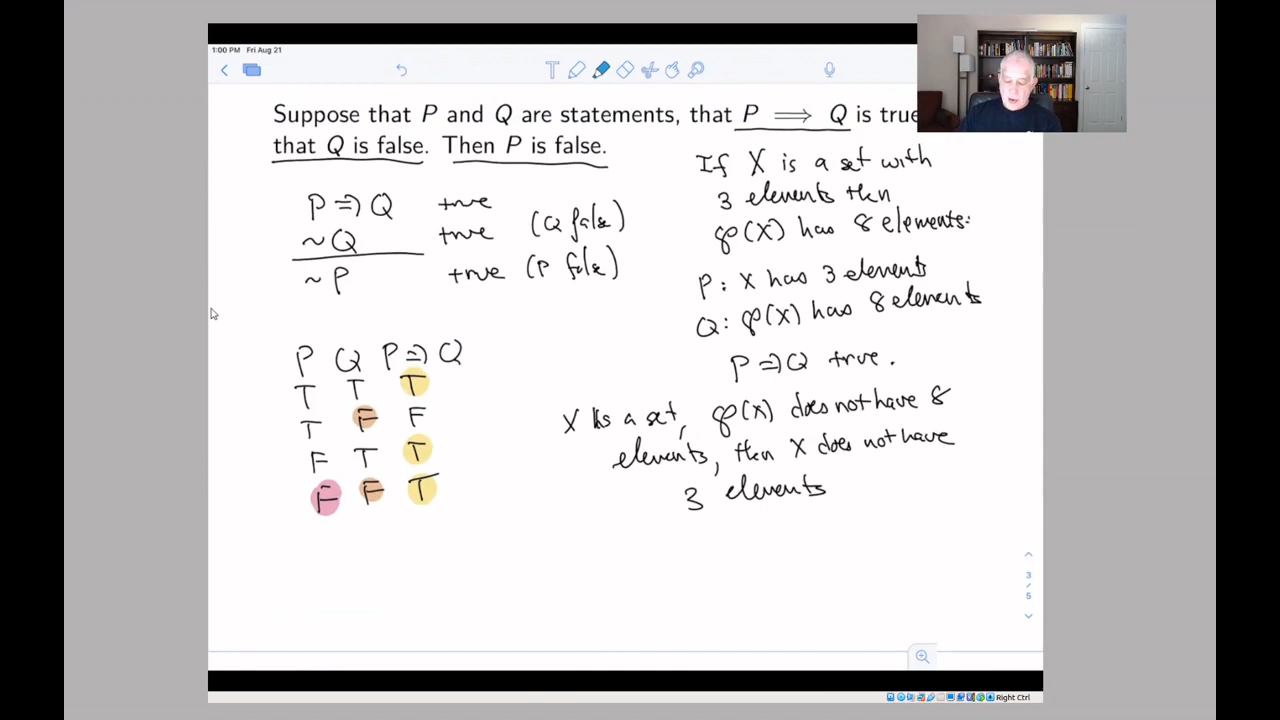 1:00 PM Fri Aug 21
Suppose that P and Q are statements, that P ⟹ Q is true
that Q is false. Then P is false.
P ⇒ Q true
~ Q true (Q false)
~ P true (P false)
P Q P ⇒ Q
T T T
T F F
F T T
F F T
If X is a set with
3 elements then
℘(X) has 8 elements.
P: X has 3 elements
Q: ℘(X) has 8 elements
P ⇒ Q true.
X is a set, ℘(X) does not have 8
elements, then X does not have
3 elements
3
/
5
Right Ctrl